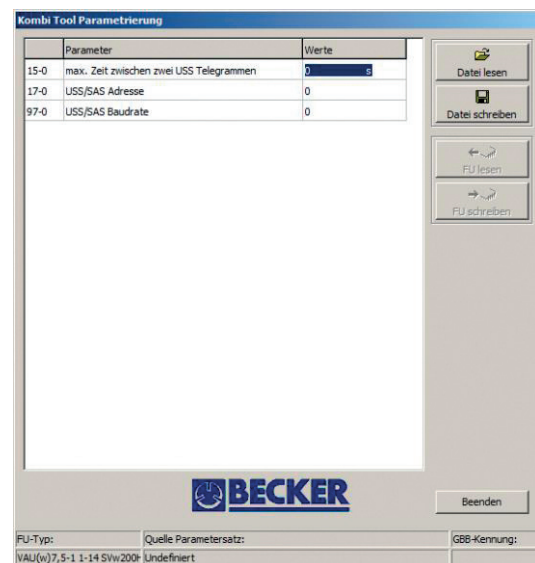 Kombi Tool Parametrierung
Parameter Werte
15-0 max. Zeit zwischen zwei USS Telegrammen 0 s
17-0 USS/SAS Adresse 0
97-0 USS/SAS Baudrate 0
Datei lesen
Datei schreiben
FU lesen
FU schreiben
BECKER
Beenden
FU-Typ: Quelle Parametersatz: GBB-Kennung:
VAU(w)7,5-1 1-14 SVw200H Undefiniert